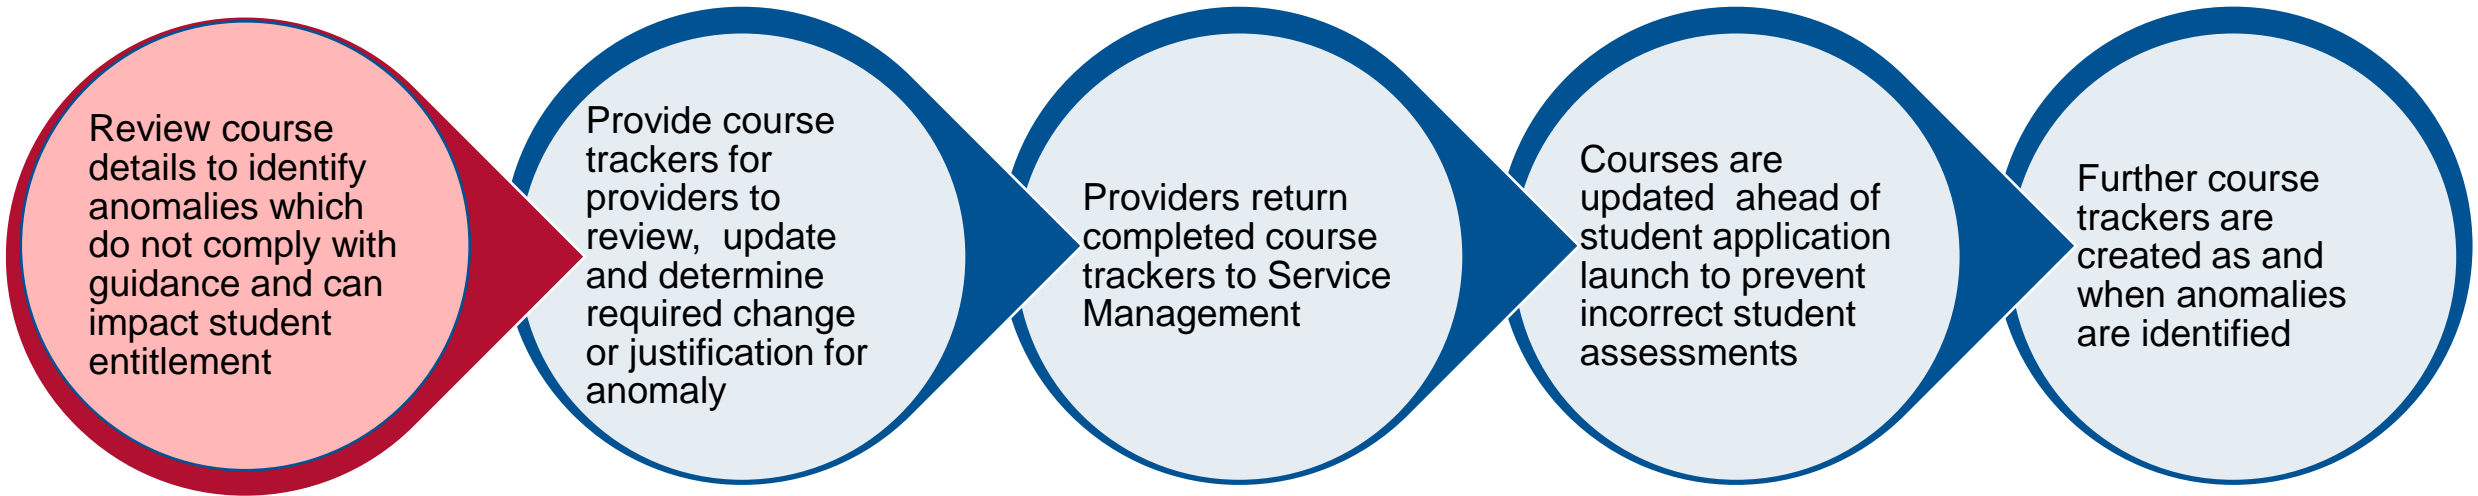 Review course
details to identify
anomalies which
do not comply with
guidance and can
impact student
entitlement
Provide course
trackers for
providers to
review,  update
and determine
required change
or justification for
anomaly
Providers return
completed course
trackers to Service
Management
Courses are
updated  ahead of
student application
launch to prevent
incorrect student
assessments
Further course
trackers are
created as and
when anomalies
are identified